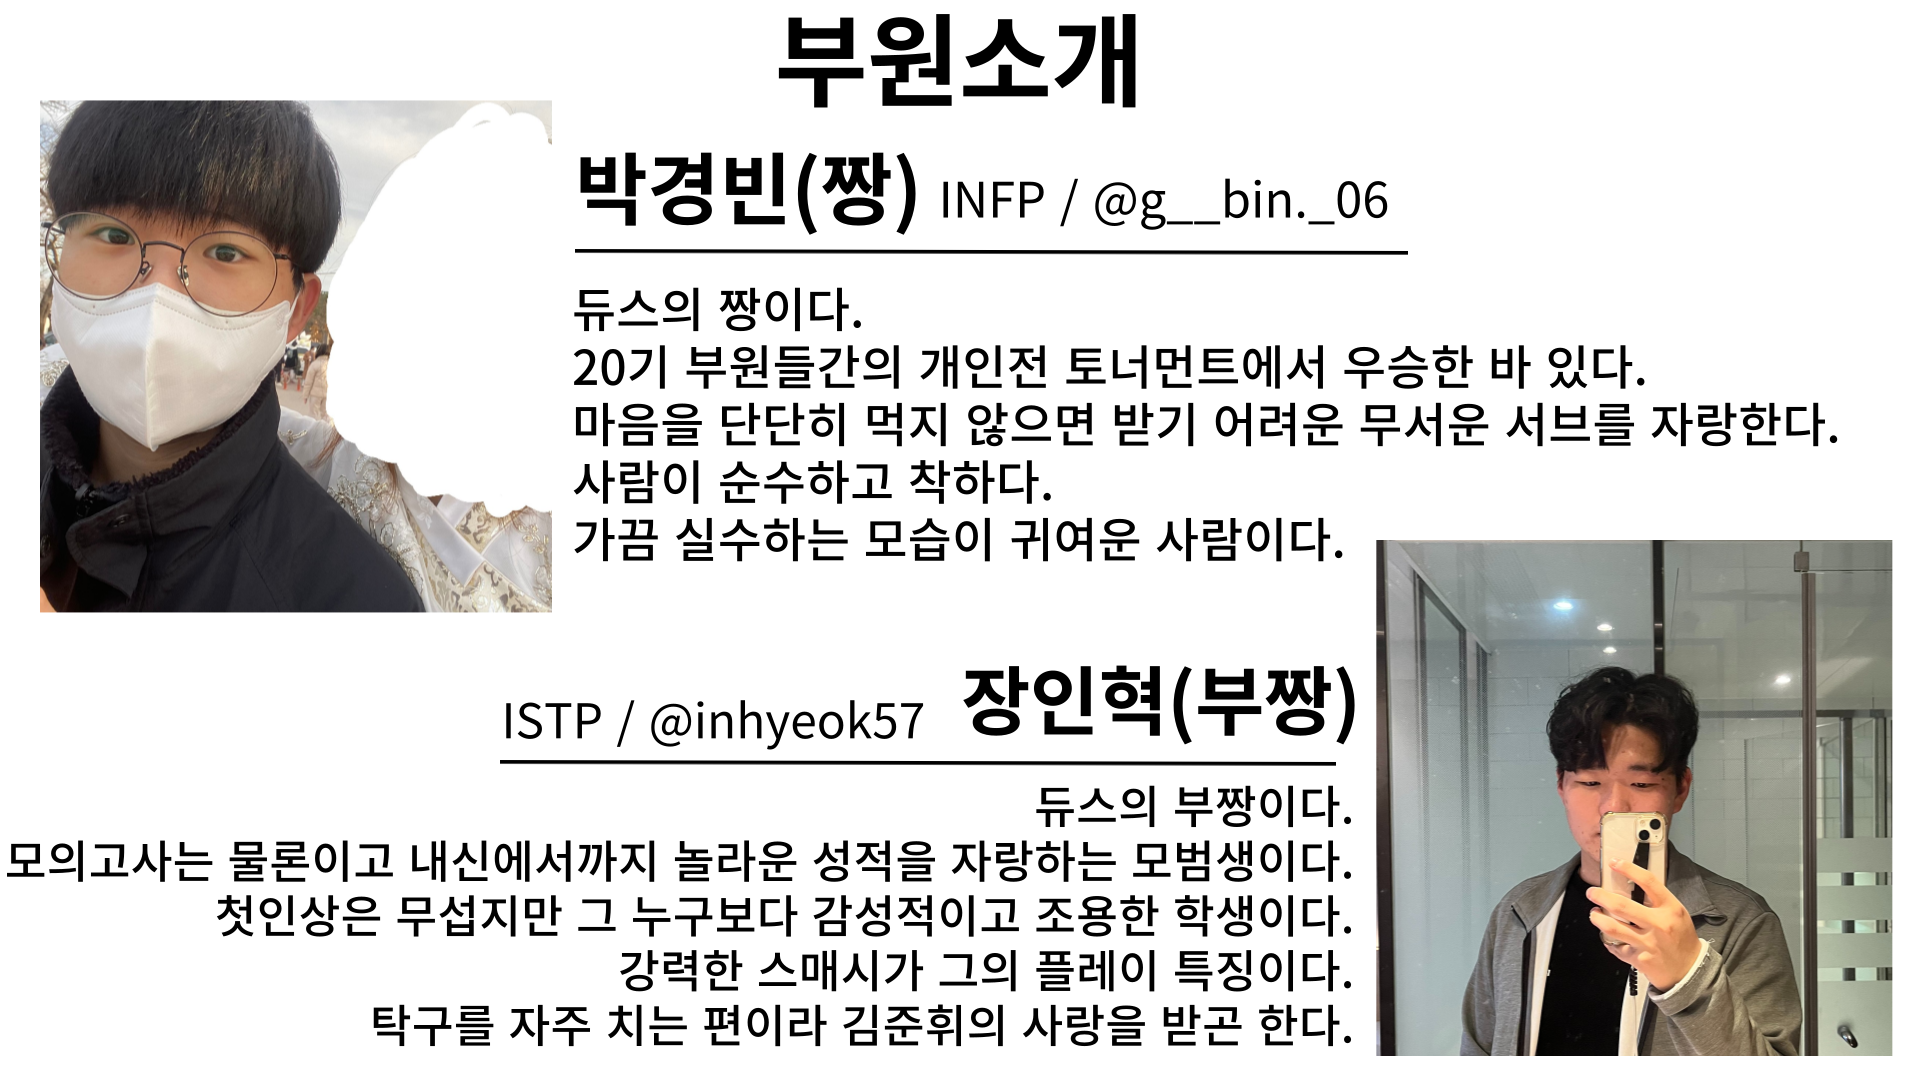 부원소개
박경빈(짱) INFP / @g__bin._06
듀스의 짱이다.
20기 부원들간의 개인전 토너먼트에서 우승한 바 있다.
마음을 단단히 먹지 않으면 받기 어려운 무서운 서브를 자랑한다.
사람이 순수하고 착하다.
가끔 실수하는 모습이 귀여운 사람이다.
ISTP / @inhyeok57 장인혁(부짱)
듀스의 부짱이다.
모의고사는 물론이고 내신에서까지 놀라운 성적을 자랑하는 모범생이다.
첫인상은 무섭지만 그 누구보다 감성적이고 조용한 학생이다.
강력한 스매시가 그의 플레이 특징이다.
탁구를 자주 치는 편이라 김준휘의 사랑을 받곤 한다.